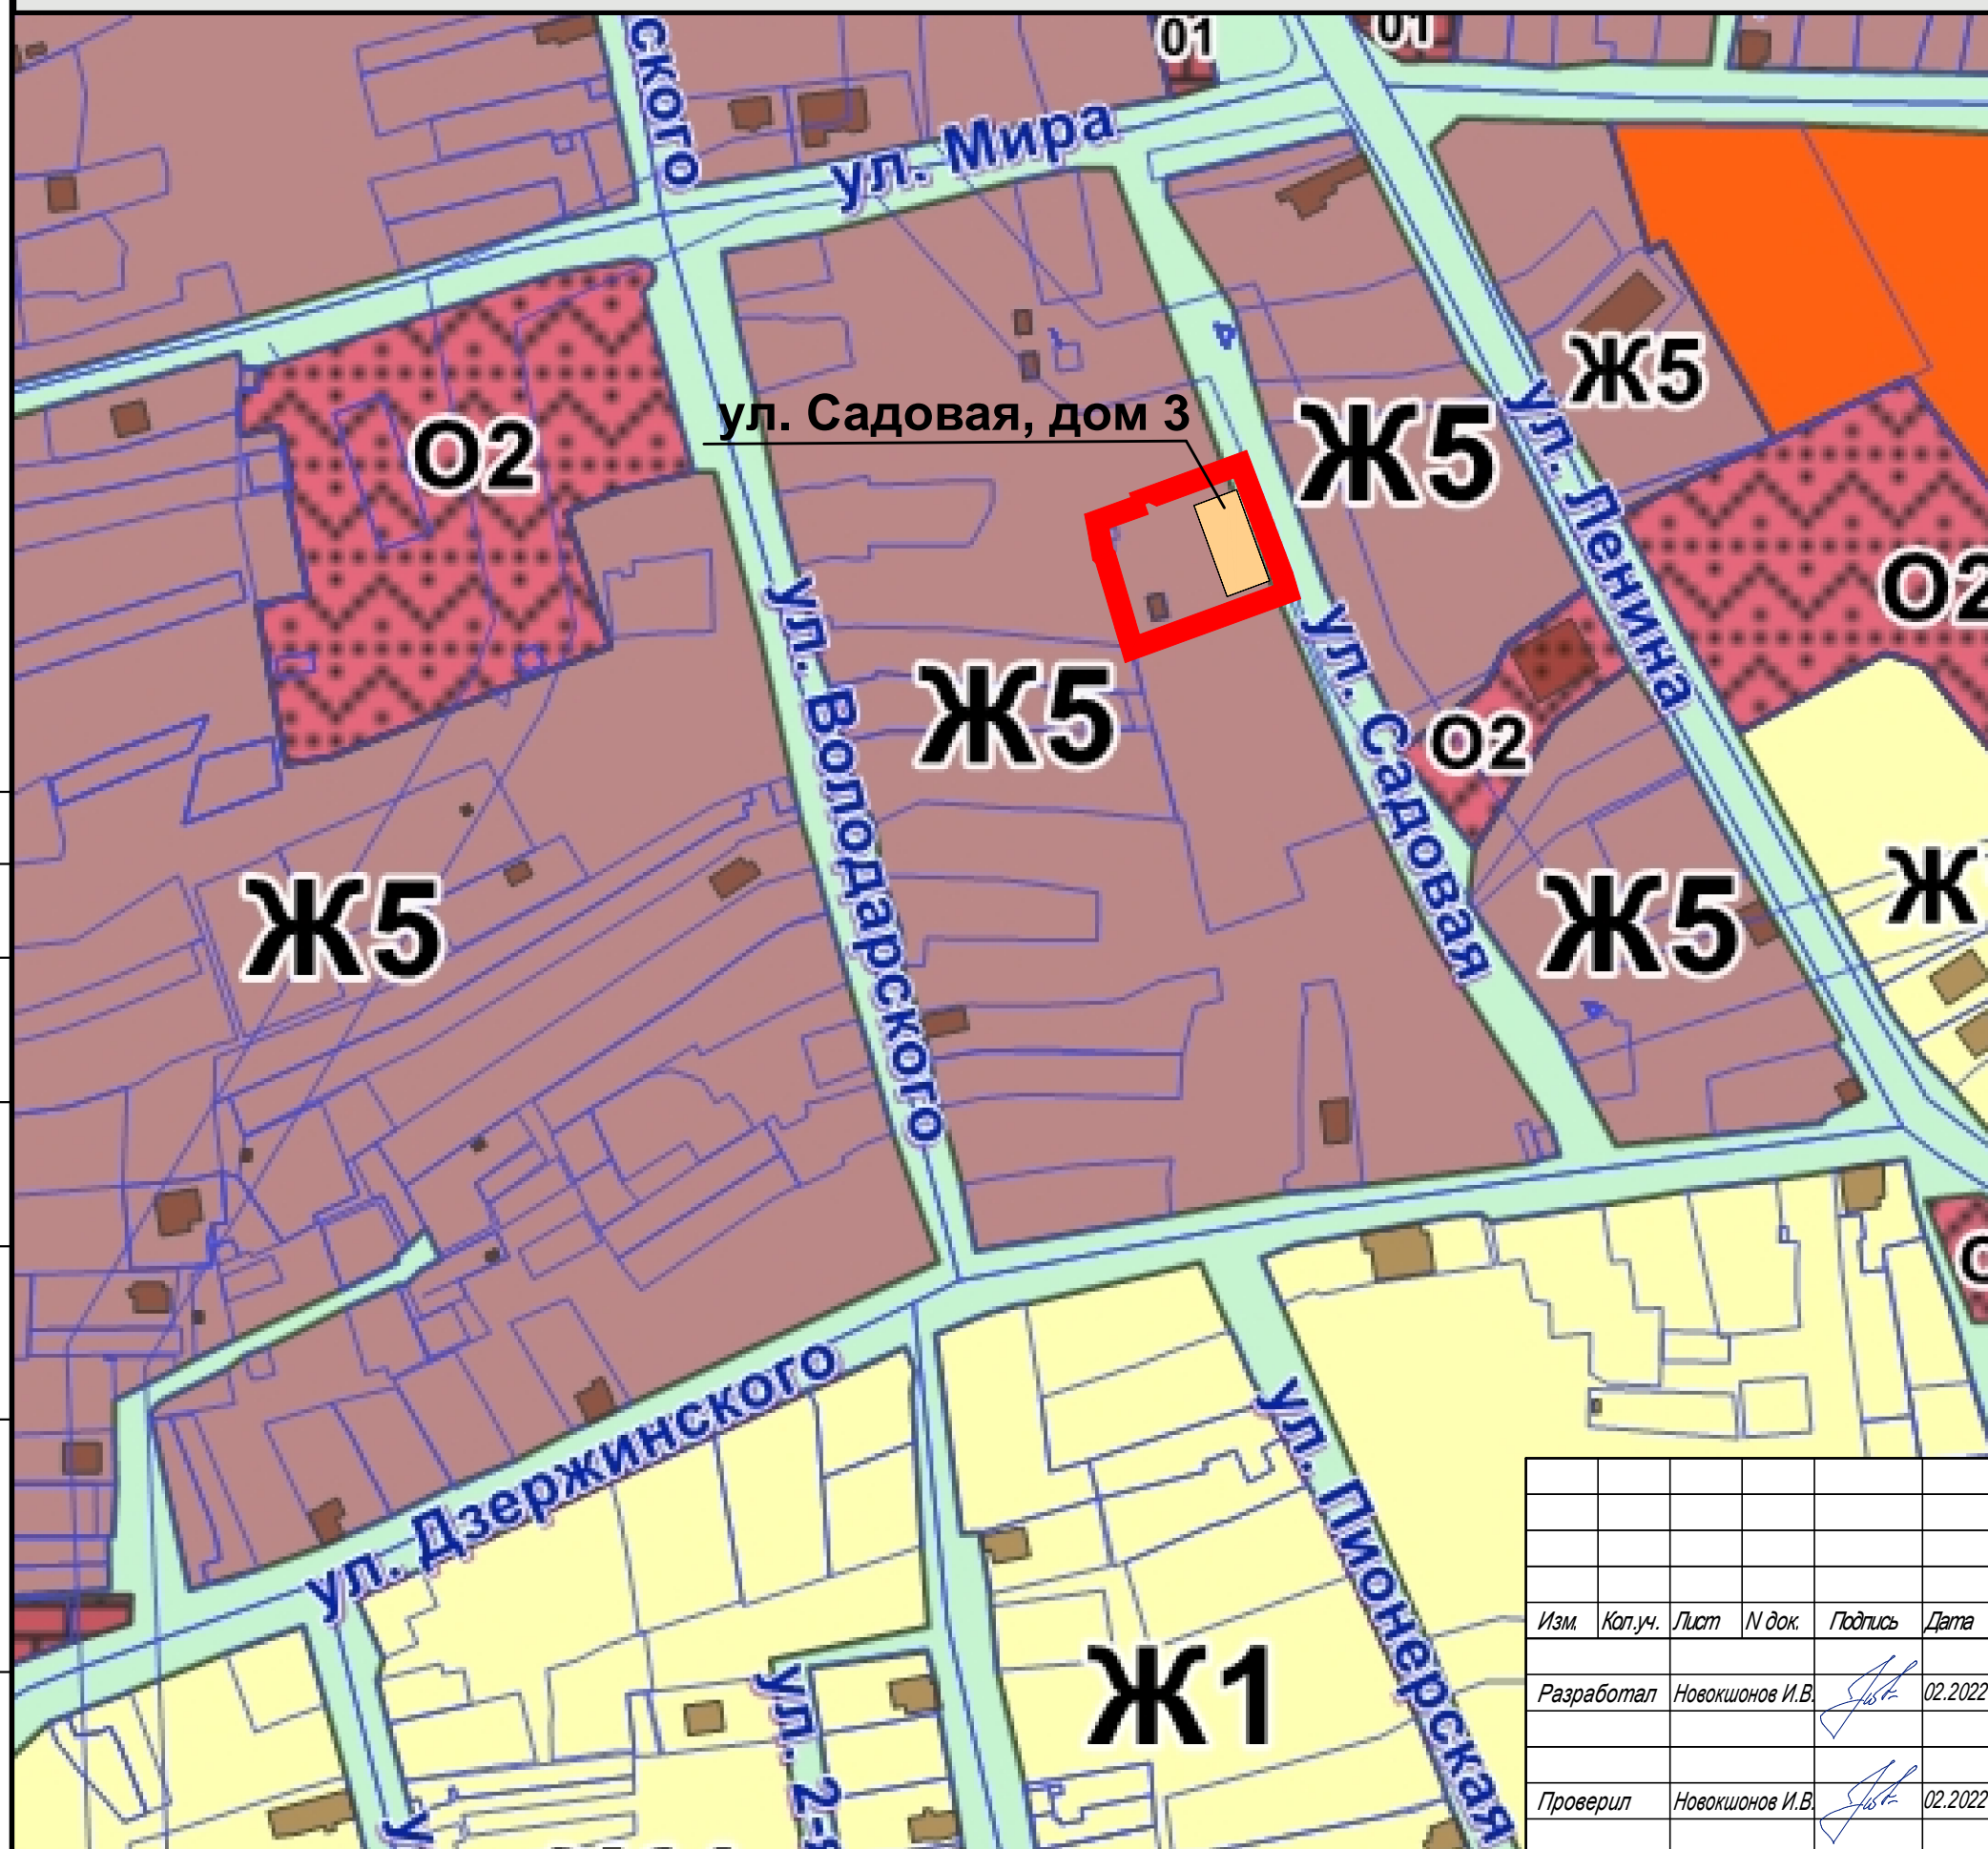 ского
01
01
ул. Мира
Ж5
ул. Садовая, дом 3
Ж5
О2
ул. Ленина
О2
ул. Володарского
ул. Садовая
Ж5
О2
Ж
Ж5
Ж5
ул. Дзержинского
ул. Пионерская
Ж1
ул. 2-я
Изм. Кол.уч. Лист N док. Подпись Дата
Разработал Новокшонов И.В. 02.2022
Проверил Новокшонов И.В. 02.2022